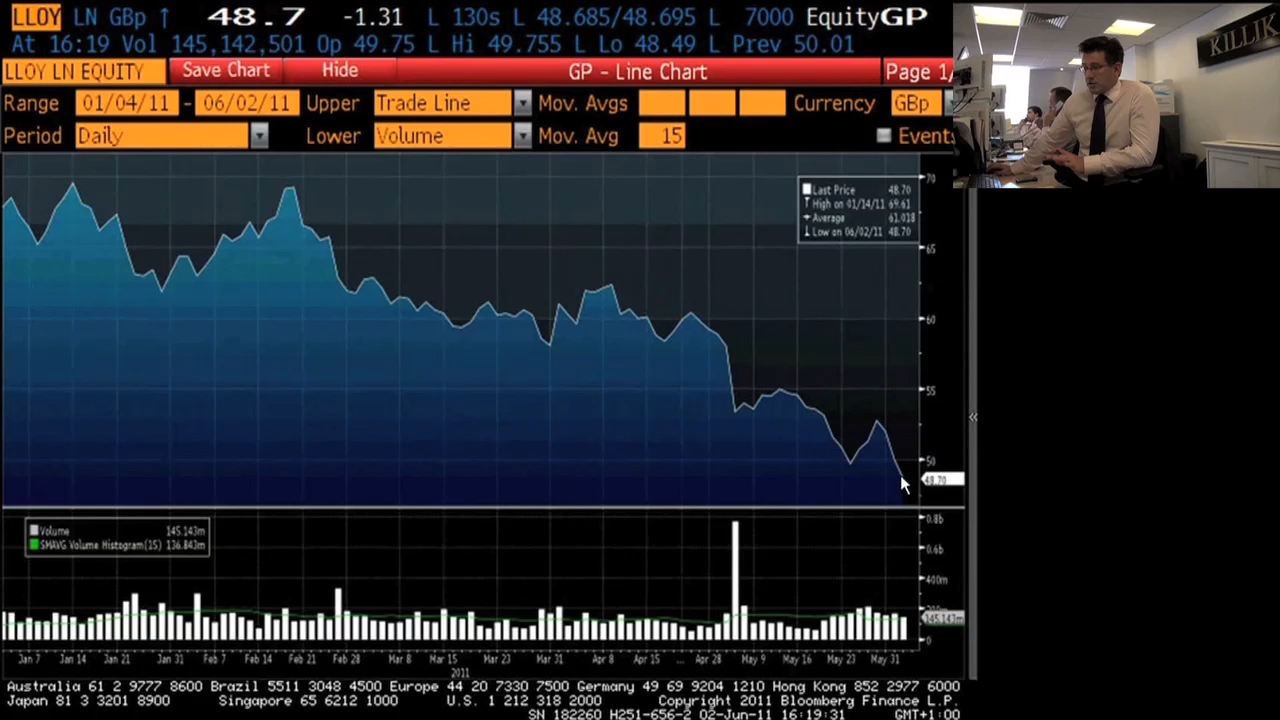 LLOY LN GBp ↑ 48.7 -1.31 L 130s L 48.685/48.695 L 7000 EquityGP
At 16:19 Vol 145,142,501 Op 49.75 L Hi 49.755 L Lo 48.49 L Prev 50.01
LLOY LN EQUITY Save Chart Hide GP - Line Chart Page 1/
Range 01/04/11 - 06/02/11 Upper Trade Line Mov. Avgs Currency GBp
Period Daily Lower Volume Mov. Avg 15 Event
KILLIK
70
Last Price 48.70
High on 01/14/11 69.61
Average 61.018
Low on 06/02/11 48.70
65
60
55
50
48.70
Volume 145.143m
SMAVG Volume Histogram(15) 136.843m
0.8b
0.6b
400m
145.143m
0
Jan 7 Jan 14 Jan 21 Jan 31 Feb 7 Feb 14 Feb 21 Feb 28 Mar 8 Mar 15 Mar 23 Mar 31 Apr 8 Apr 15 ... Apr 28 May 9 May 16 May 23 May 31
2011
Australia 61 2 9777 8600 Brazil 5511 3048 4500 Europe 44 20 7330 7500 Germany 49 69 9204 1210 Hong Kong 852 2977 6000
Japan 81 3 3201 8900 Singapore 65 6212 1000 U.S. 1 212 318 2000 Copyright 2011 Bloomberg Finance L.P.
SN 182260 H251-656-2 02-Jun-11 16:19:31 GMT+1:00